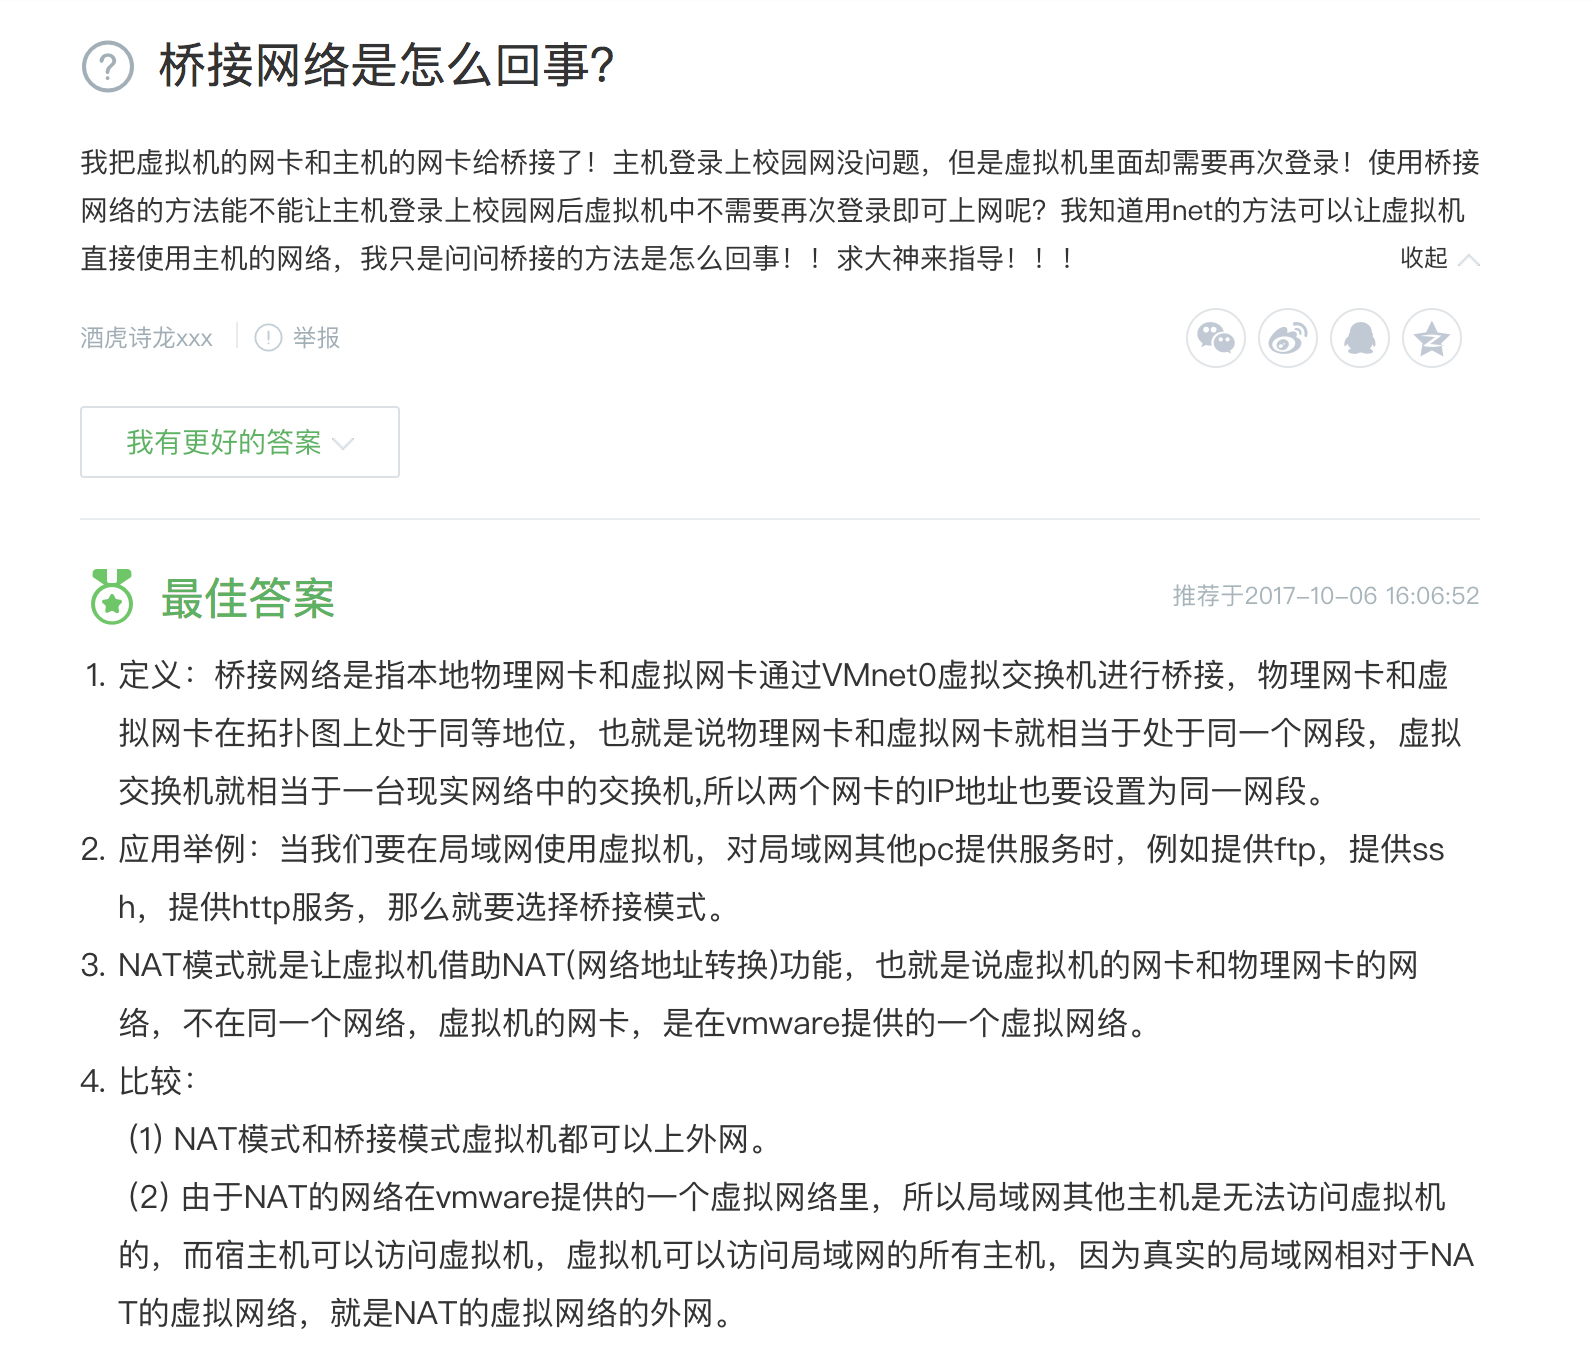 桥接网络是怎么回事?
我把虚拟机的网卡和主机的网卡给桥接了！主机登录上校园网没问题，但是虚拟机里面却需要再次登录！使用桥接
网络的方法能不能让主机登录上校园网后虚拟机中不需要再次登录即可上网呢？我知道用net的方法可以让虚拟机
直接使用主机的网络，我只是问问桥接的方法是怎么回事！！求大神来指导！！！ 收起
酒虎诗龙xxx 举报
我有更好的答案
最佳答案 推荐于2017-10-06 16:06:52
1. 定义：桥接网络是指本地物理网卡和虚拟网卡通过VMnet0虚拟交换机进行桥接，物理网卡和虚
拟网卡在拓扑图上处于同等地位，也就是说物理网卡和虚拟网卡就相当于处于同一个网段，虚拟
交换机就相当于一台现实网络中的交换机,所以两个网卡的IP地址也要设置为同一网段。
2. 应用举例：当我们要在局域网使用虚拟机，对局域网其他pc提供服务时，例如提供ftp，提供ss
h，提供http服务，那么就要选择桥接模式。
3. NAT模式就是让虚拟机借助NAT(网络地址转换)功能，也就是说虚拟机的网卡和物理网卡的网
络，不在同一个网络，虚拟机的网卡，是在vmware提供的一个虚拟网络。
4. 比较：
(1) NAT模式和桥接模式虚拟机都可以上外网。
(2) 由于NAT的网络在vmware提供的一个虚拟网络里，所以局域网其他主机是无法访问虚拟机
的，而宿主机可以访问虚拟机，虚拟机可以访问局域网的所有主机，因为真实的局域网相对于NA
T的虚拟网络，就是NAT的虚拟网络的外网。